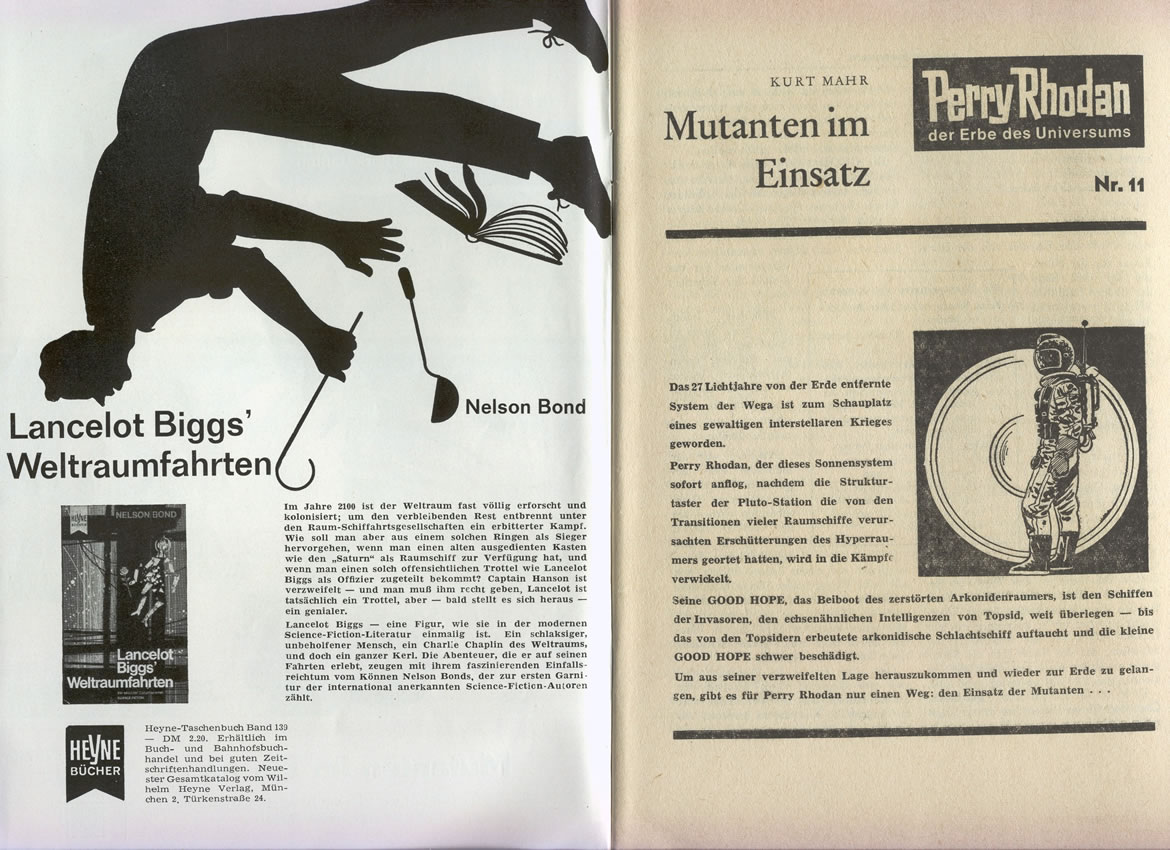 Lancelot Biggs’
Weltraumfahrten
Nelson Bond
HEYNE
BÜCHER
NELSON BOND
Lancelot
Biggs’
Weltraumfahrten
Im Jahre 2100 ist der Weltraum fast völlig erforscht und
kolonisiert; um den verbleibenden Rest entbrennt unter
den Raum-Schiffahrtsgesellschaften ein erbitterter Kampf.
Wie soll man aber aus einem solchen Ringen als Sieger
hervorgehen, wenn man einen alten ausgedienten Kasten
wie den „Saturn“ als Raumschiff zur Verfügung hat, und
wenn man einen solch offensichtlichen Trottel wie Lancelot
Biggs als Offizier zugeteilt bekommt? Captain Hanson ist
verzweifelt — und man muß ihm recht geben, Lancelot ist
tatsächlich ein Trottel, aber — bald stellt es sich heraus —
ein genialer.
Lancelot Biggs — eine Figur, wie sie in der modernen
Science-Fiction-Literatur einmalig ist. Ein schlaksiger,
unbeholfener Mensch, ein Charlie Chaplin des Weltraums,
und doch ein ganzer Kerl. Die Abenteuer, die er auf seinen
Fahrten erlebt, zeugen mit ihrem faszinierenden Einfalls-
reichtum vom Können Nelson Bonds, der zur ersten Garni-
tur der international anerkannten Science-Fiction-Autoren
zählt.
HEYNE
BÜCHER
Heyne-Taschenbuch Band 139
— DM 2.20. Erhältlich im
Buch- und Bahnhofsbuch-
handel und bei guten Zeit-
schriftenhandlungen. Neue-
ster Gesamtkatalog vom Wil-
helm Heyne Verlag, Mün-
chen 2, Türkenstraße 24.
KURT MAHR
Mutanten im
Einsatz
Perry Rhodan
der Erbe des Universums
Nr. 11
Das 27 Lichtjahre von der Erde entfernte
System der Wega ist zum Schauplatz
eines gewaltigen interstellaren Krieges
geworden.
Perry Rhodan, der dieses Sonnensystem
sofort anflog, nachdem die Struktur-
taster der Pluto-Station die von den
Transitionen vieler Raumschiffe verur-
sachten Erschütterungen des Hyperrau-
mers geortet hatten, wird in die Kämpfe
verwickelt.
Seine GOOD HOPE, das Beiboot des zerstörten Arkonidenraumers, ist den Schiffen
der Invasoren, den echsenähnlichen Intelligenzen von Topsid, weit überlegen — bis
das von den Topsidern erbeutete arkonidische Schlachtschiff auftaucht und die kleine
GOOD HOPE schwer beschädigt.
Um aus seiner verzweifelten Lage herauszukommen und wieder zur Erde zu gelan-
gen, gibt es für Perry Rhodan nur einen Weg: den Einsatz der Mutanten . . .